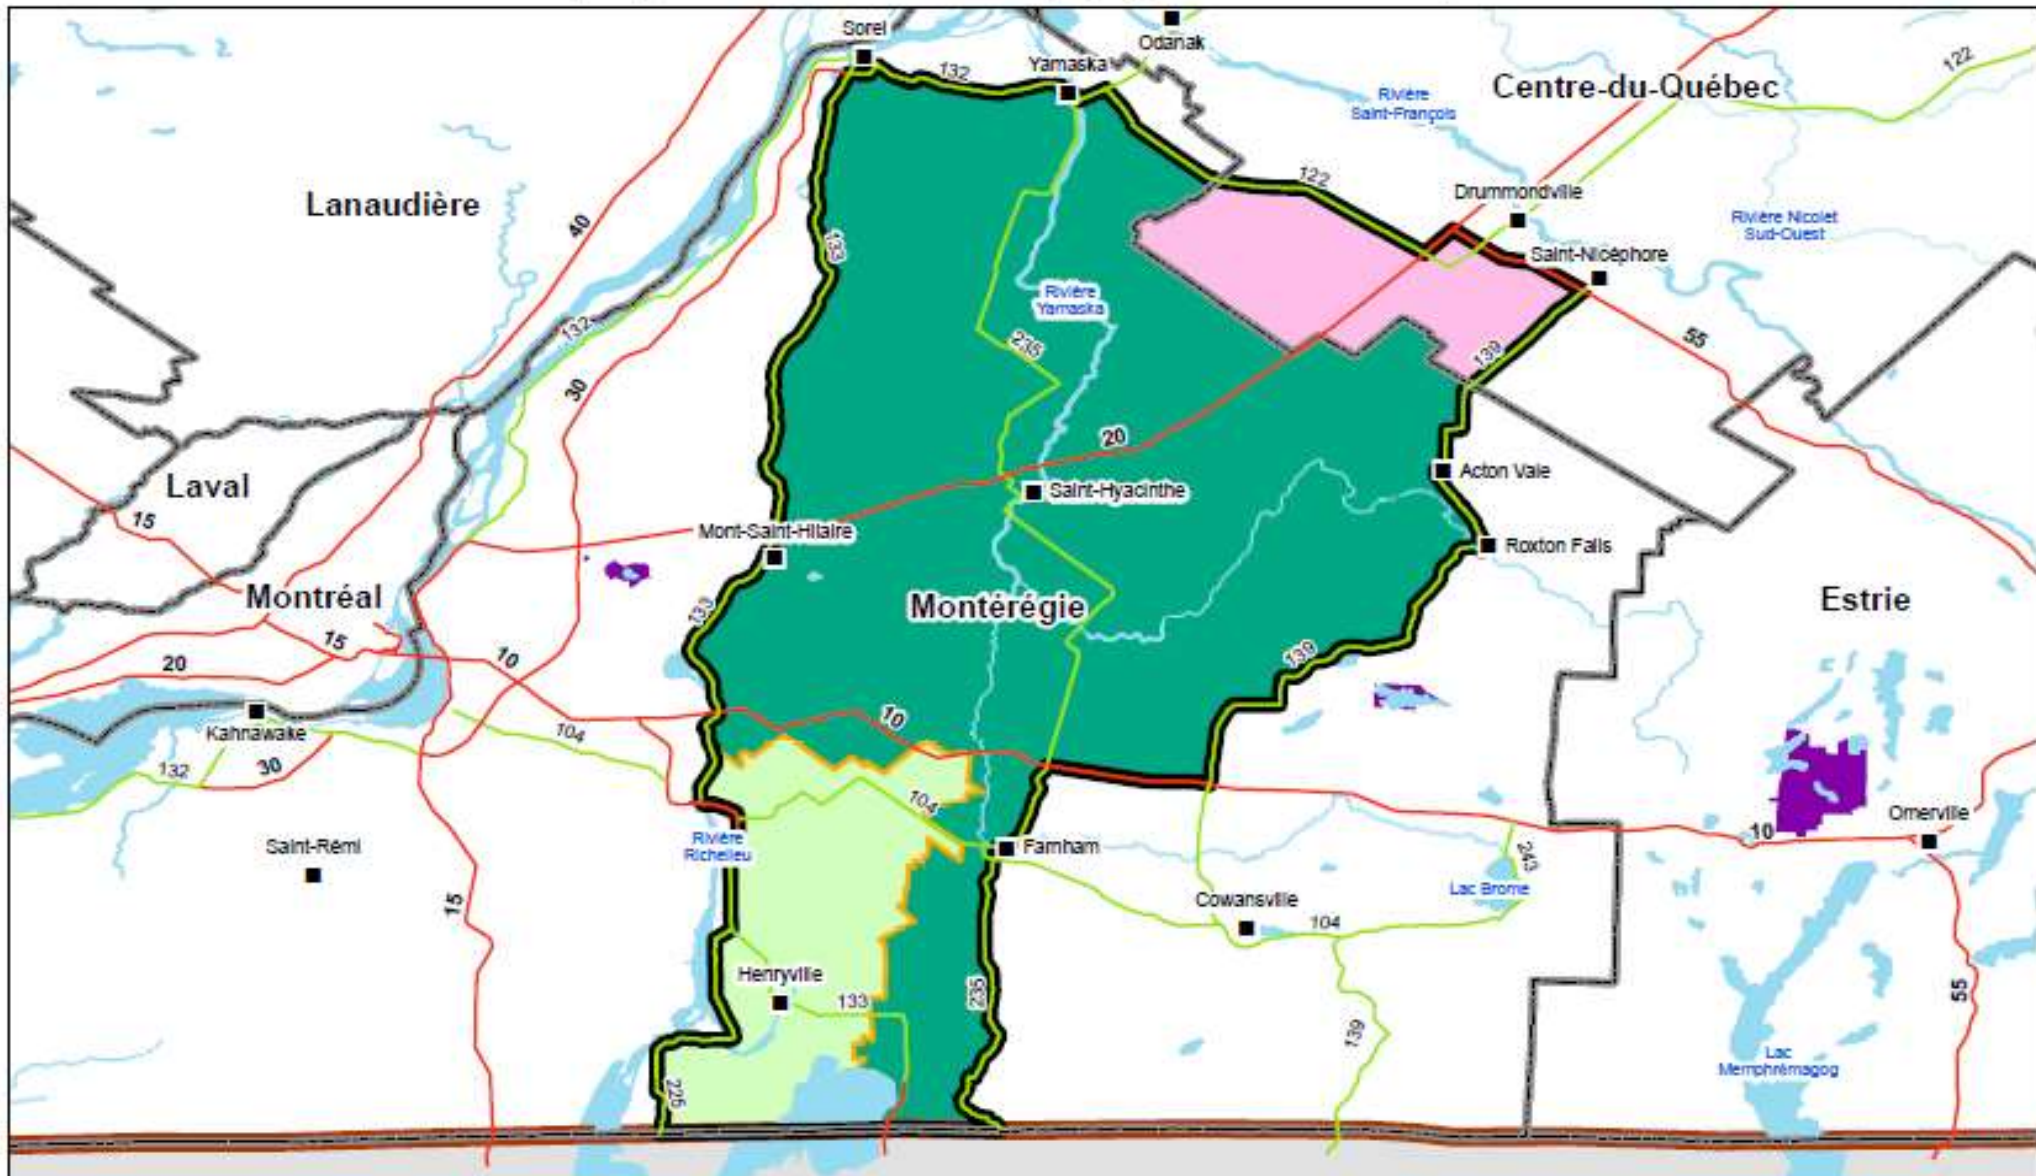 Sorel
Odanak
132
Yamaska
122
Centre-du-Québec
Rivière
Saint-François
Lanaudière
40
122
Drummondville
133
Rivière Nicolet
Sud-Ouest
Saint-Nicéphore
Rivière
Yamaska
132
235
55
139
30
20
Laval
Acton Vale
Saint-Hyacinthe
15
Mont-Saint-Hilaire
Roxton Falls
Montréal
133
Montérégie
Estrie
15
10
20
139
10
Kahnawake
104
132
30
104
Omerville
10
Rivière
Richelieu
Saint-Rémi
Farnham
243
Lac Brome
15
Cowansville
104
Henryville
133
235
55
139
225
Lac
Memphrémagog